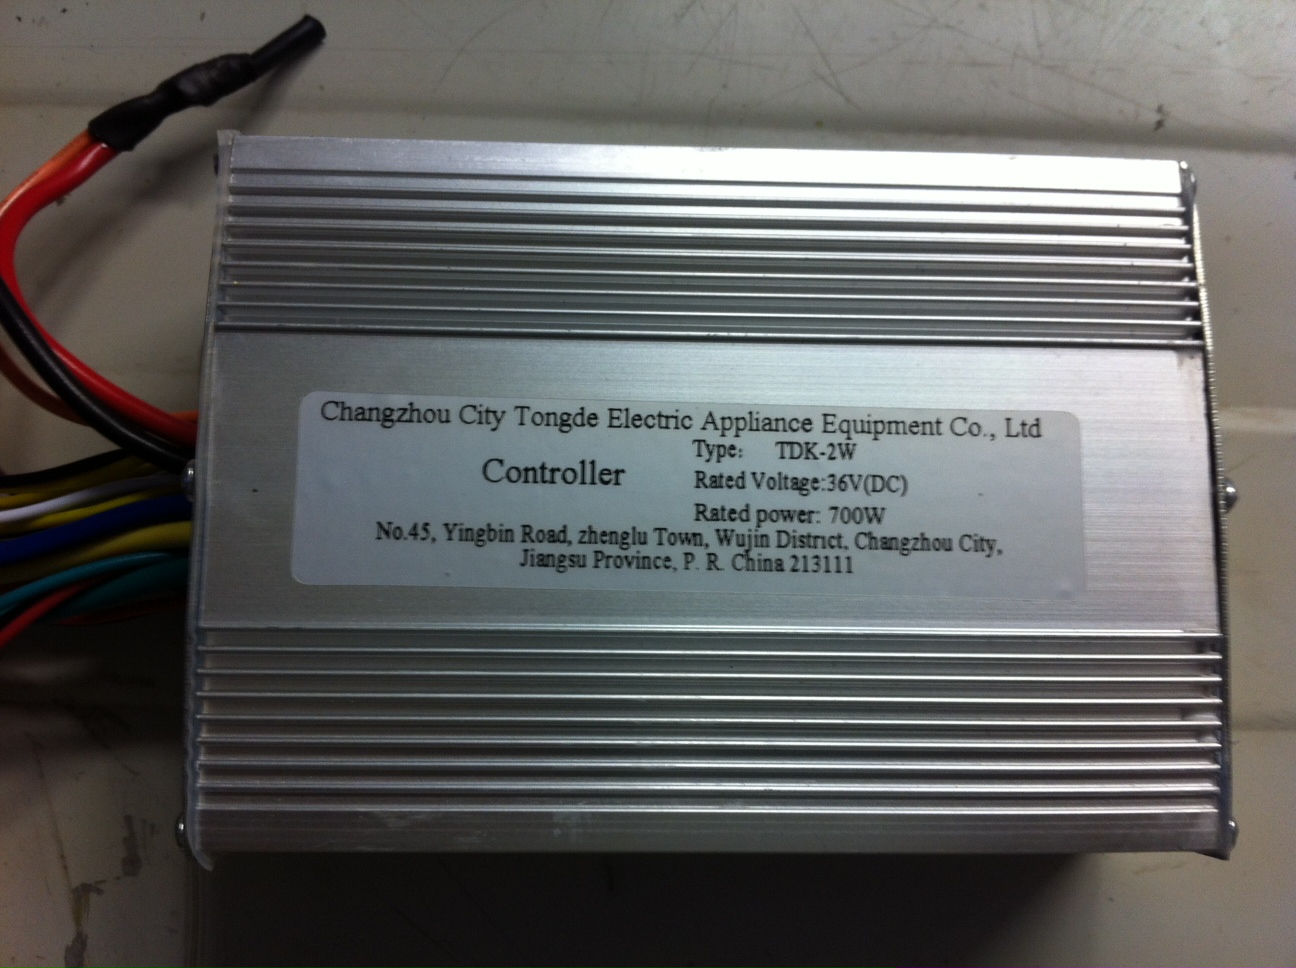 Changzhou City Tongde Electric Appliance Equipment Co., Ltd
Controller
Type: TDK-2W
Rated Voltage:36V(DC)
Rated power: 700W
No.45, Yingbin Road, zhenglu Town, Wujin District, Changzhou City,
Jiangsu Province, P. R. China 213111